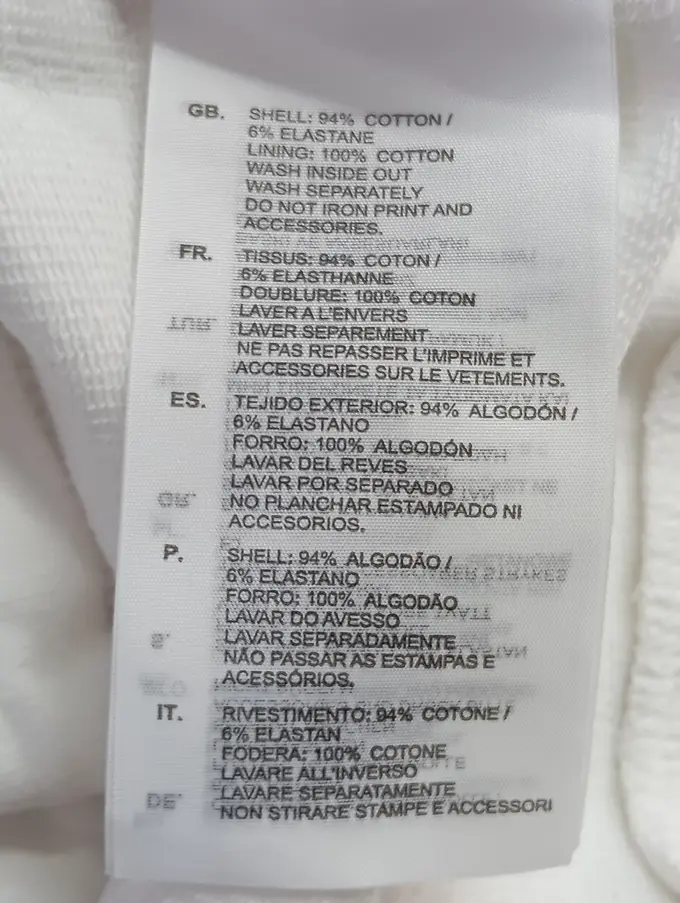 GB. SHELL: 94% COTTON /
6% ELASTANE
LINING: 100% COTTON
WASH INSIDE OUT
WASH SEPARATELY
DO NOT IRON PRINT AND
ACCESSORIES.
FR. TISSUS: 94% COTON /
6% ELASTHANNE
DOUBLURE: 100% COTON
LAVER A L'ENVERS
LAVER SEPAREMENT
NE PAS REPASSER L'IMPRIME ET
ACCESSORIES SUR LE VETEMENTS.
ES. TEJIDO EXTERIOR: 94% ALGODÓN /
6% ELASTANO
FORRO: 100% ALGODÓN
LAVAR DEL REVES
LAVAR POR SEPARADO
NO PLANCHAR ESTAMPADO NI
ACCESORIOS.
P. SHELL: 94% ALGODÃO /
6% ELASTANO
FORRO: 100% ALGODÃO
LAVAR DO AVESSO
LAVAR SEPARADAMENTE
NÃO PASSAR AS ESTAMPAS E
ACESSÓRIOS.
IT. RIVESTIMENTO: 94% COTONE /
6% ELASTAN
FODERA: 100% COTONE
LAVARE ALL'INVERSO
LAVARE SEPARATAMENTE
NON STIRARE STAMPE E ACCESSORI